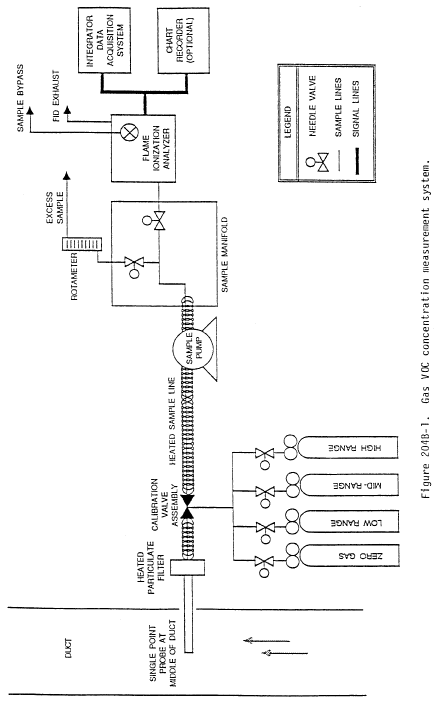 SAMPLE BYPASS
FID EXHAUST
INTEGRATOR
DATA
ACQUISITION
SYSTEM
CHART
RECORDER
(OPTIONAL)
EXCESS
SAMPLE
ROTAMETER
FLAME
IONIZATION
ANALYZER
LEGEND
NEEDLE VALVE
SAMPLE LINES
SIGNAL LINES
SAMPLE MANIFOLD
SAMPLE
PUMP
HEATED SAMPLE LINE
CALIBRATION
VALVE
ASSEMBLY
HEATED
PARTICULATE
FILTER
HIGH RANGE
MID-RANGE
LOW RANGE
ZERO GAS
DUCT
SINGLE POINT
PROBE AT
MIDDLE OF DUCT
Figure 204B-1. Gas VOC concentration measurement system.